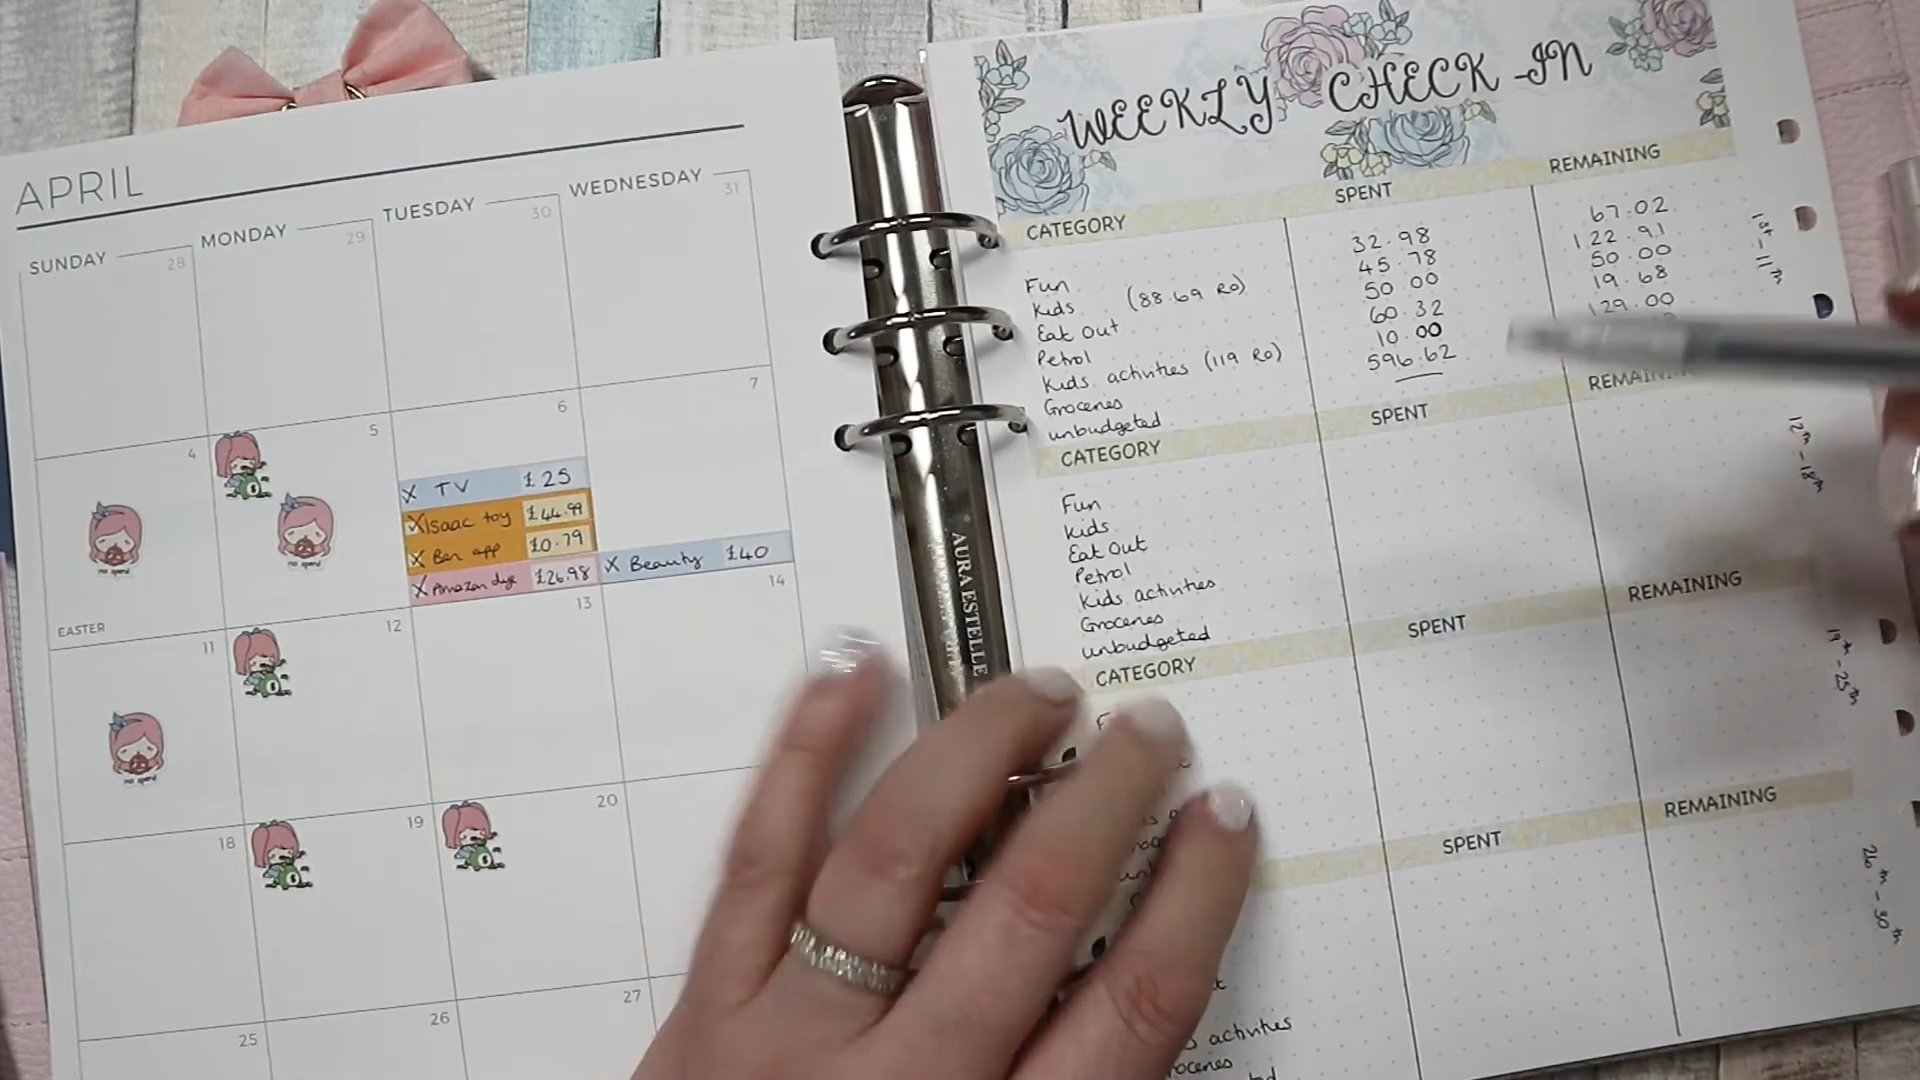 APRIL
SUNDAY MONDAY TUESDAY WEDNESDAY
28 29 30 31
4 5 6 7
no spend
no spend
X TV £25
X Isaac toy £44.99
X Ben app £0.79
X Amazon dye £26.98
X Beauty £40
EASTER
11 12 13 14
no spend
18 19 20
25 26 27
AURA ESTELLE
WEEKLY CHECK-IN
CATEGORY SPENT REMAINING
Fun 32.98 67.02
Kids (88.69 RO) 45.78 122.91
Eat Out 50.00 50.00
Petrol 60.32 19.68
Kids activities (119 RO) 10.00 129.00
Groceries 596.62
unbudgeted
1st - 11th
CATEGORY SPENT
Fun
Kids
Eat Out
Petrol
Kids activities
Groceries
unbudgeted
12th - 18th
CATEGORY SPENT REMAINING
19th - 25th
SPENT REMAINING
activities
26th - 30th